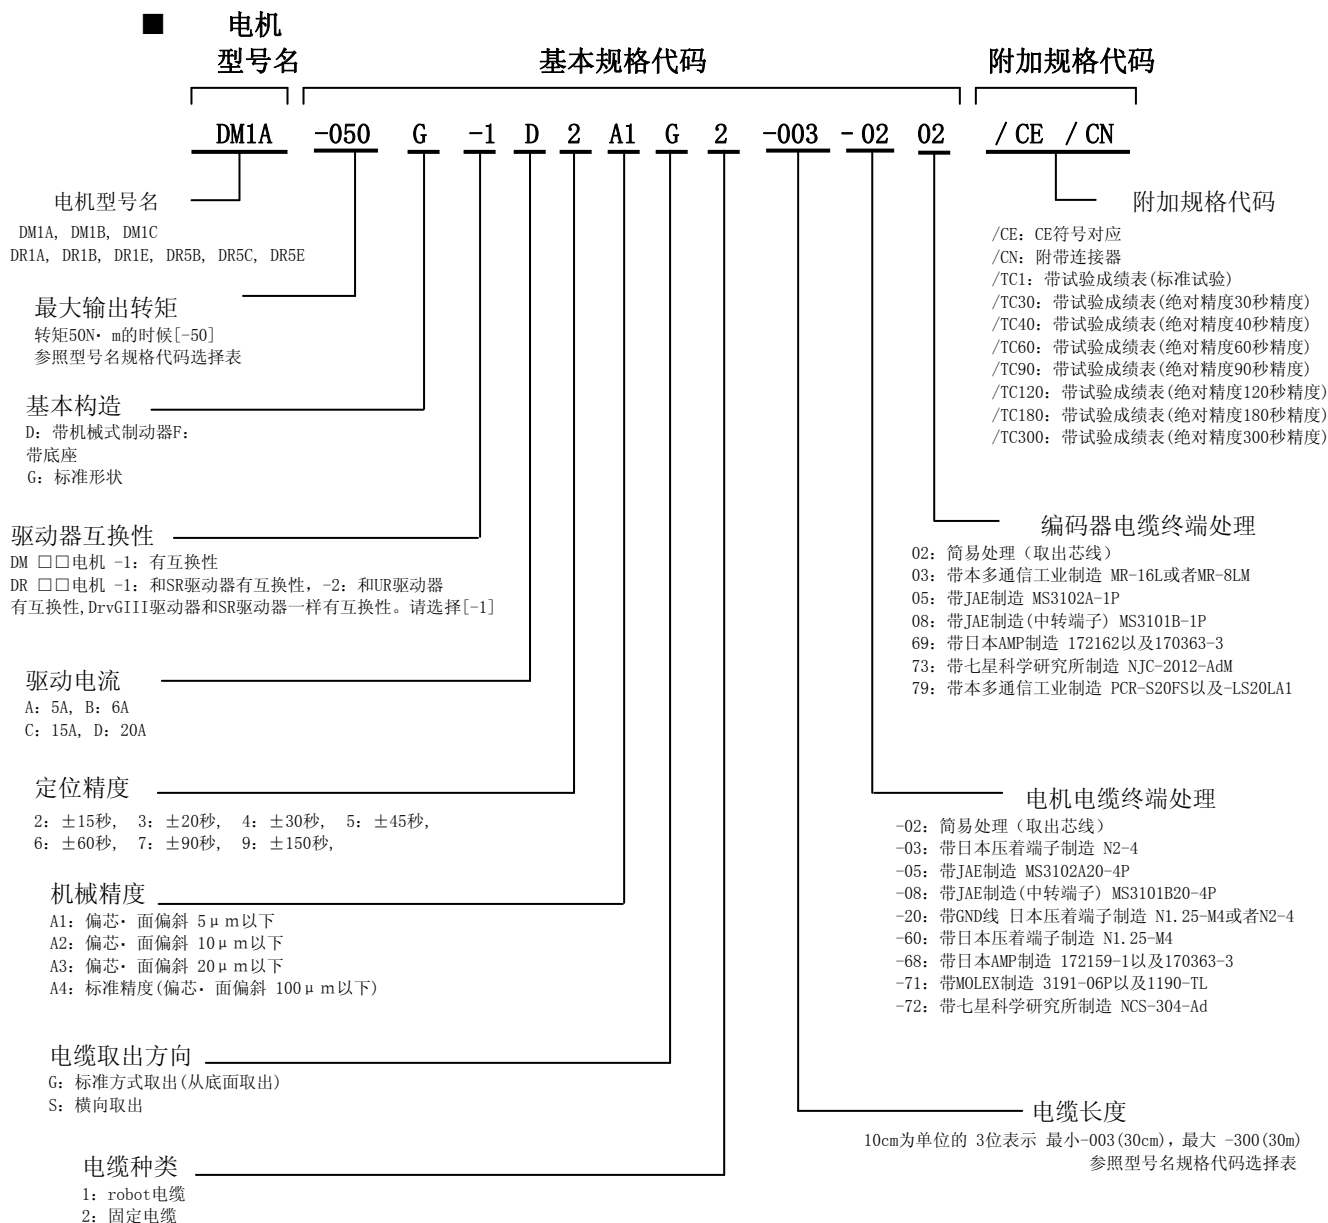 ■ 电机
型号名
基本规格代码
附加规格代码
DM1A -050 G -1 D 2 A1 G 2 -003 -02 02 /CE /CN
电机型号名
DM1A, DM1B, DM1C
DR1A, DR1B, DR1E, DR5B, DR5C, DR5E
最大输出转矩
转矩50N・m的时候[-50]
参照型号名规格代码选择表
基本构造
D：带机械式制动器F：
带底座
G：标准形状
驱动器互换性
DM □□电机 -1：有互换性
DR □□电机 -1：和SR驱动器有互换性，-2：和UR驱动器
有互换性,DrvGIII驱动器和SR驱动器一样有互换性。请选择[-1]
驱动电流
A：5A, B：6A
C：15A, D：20A
定位精度
2：±15秒, 3：±20秒, 4：±30秒, 5：±45秒,
6：±60秒, 7：±90秒, 9：±150秒,
机械精度
A1：偏芯・面偏斜 5μm以下
A2：偏芯・面偏斜 10μm以下
A3：偏芯・面偏斜 20μm以下
A4：标准精度(偏芯・面偏斜 100μm以下)
电缆取出方向
G：标准方式取出(从底面取出)
S：横向取出
电缆种类
1：robot电缆
2：固定电缆
附加规格代码
/CE：CE符号对应
/CN：附带连接器
/TC1：带试验成绩表(标准试验)
/TC30：带试验成绩表(绝对精度30秒精度)
/TC40：带试验成绩表(绝对精度40秒精度)
/TC60：带试验成绩表(绝对精度60秒精度)
/TC90：带试验成绩表(绝对精度90秒精度)
/TC120：带试验成绩表(绝对精度120秒精度)
/TC180：带试验成绩表(绝对精度180秒精度)
/TC300：带试验成绩表(绝对精度300秒精度)
编码器电缆终端处理
02：简易处理（取出芯线）
03：带本多通信工业制造 MR-16L或者MR-8LM
05：带JAE制造 MS3102A-1P
08：带JAE制造(中转端子) MS3101B-1P
69：带日本AMP制造 172162以及170363-3
73：带七星科学研究所制造 NJC-2012-AdM
79：带本多通信工业制造 PCR-S20FS以及-LS20LA1
电机电缆终端处理
-02：简易处理（取出芯线）
-03：带日本压着端子制造 N2-4
-05：带JAE制造 MS3102A20-4P
-08：带JAE制造(中转端子) MS3101B20-4P
-20：带GND线 日本压着端子制造 N1.25-M4或者N2-4
-60：带日本压着端子制造 N1.25-M4
-68：带日本AMP制造 172159-1以及170363-3
-71：带MOLEX制造 3191-06P以及1190-TL
-72：带七星科学研究所制造 NCS-304-Ad
电缆长度
10cm为单位的 3位表示 最小-003(30cm)，最大 -300(30m)
参照型号名规格代码选择表